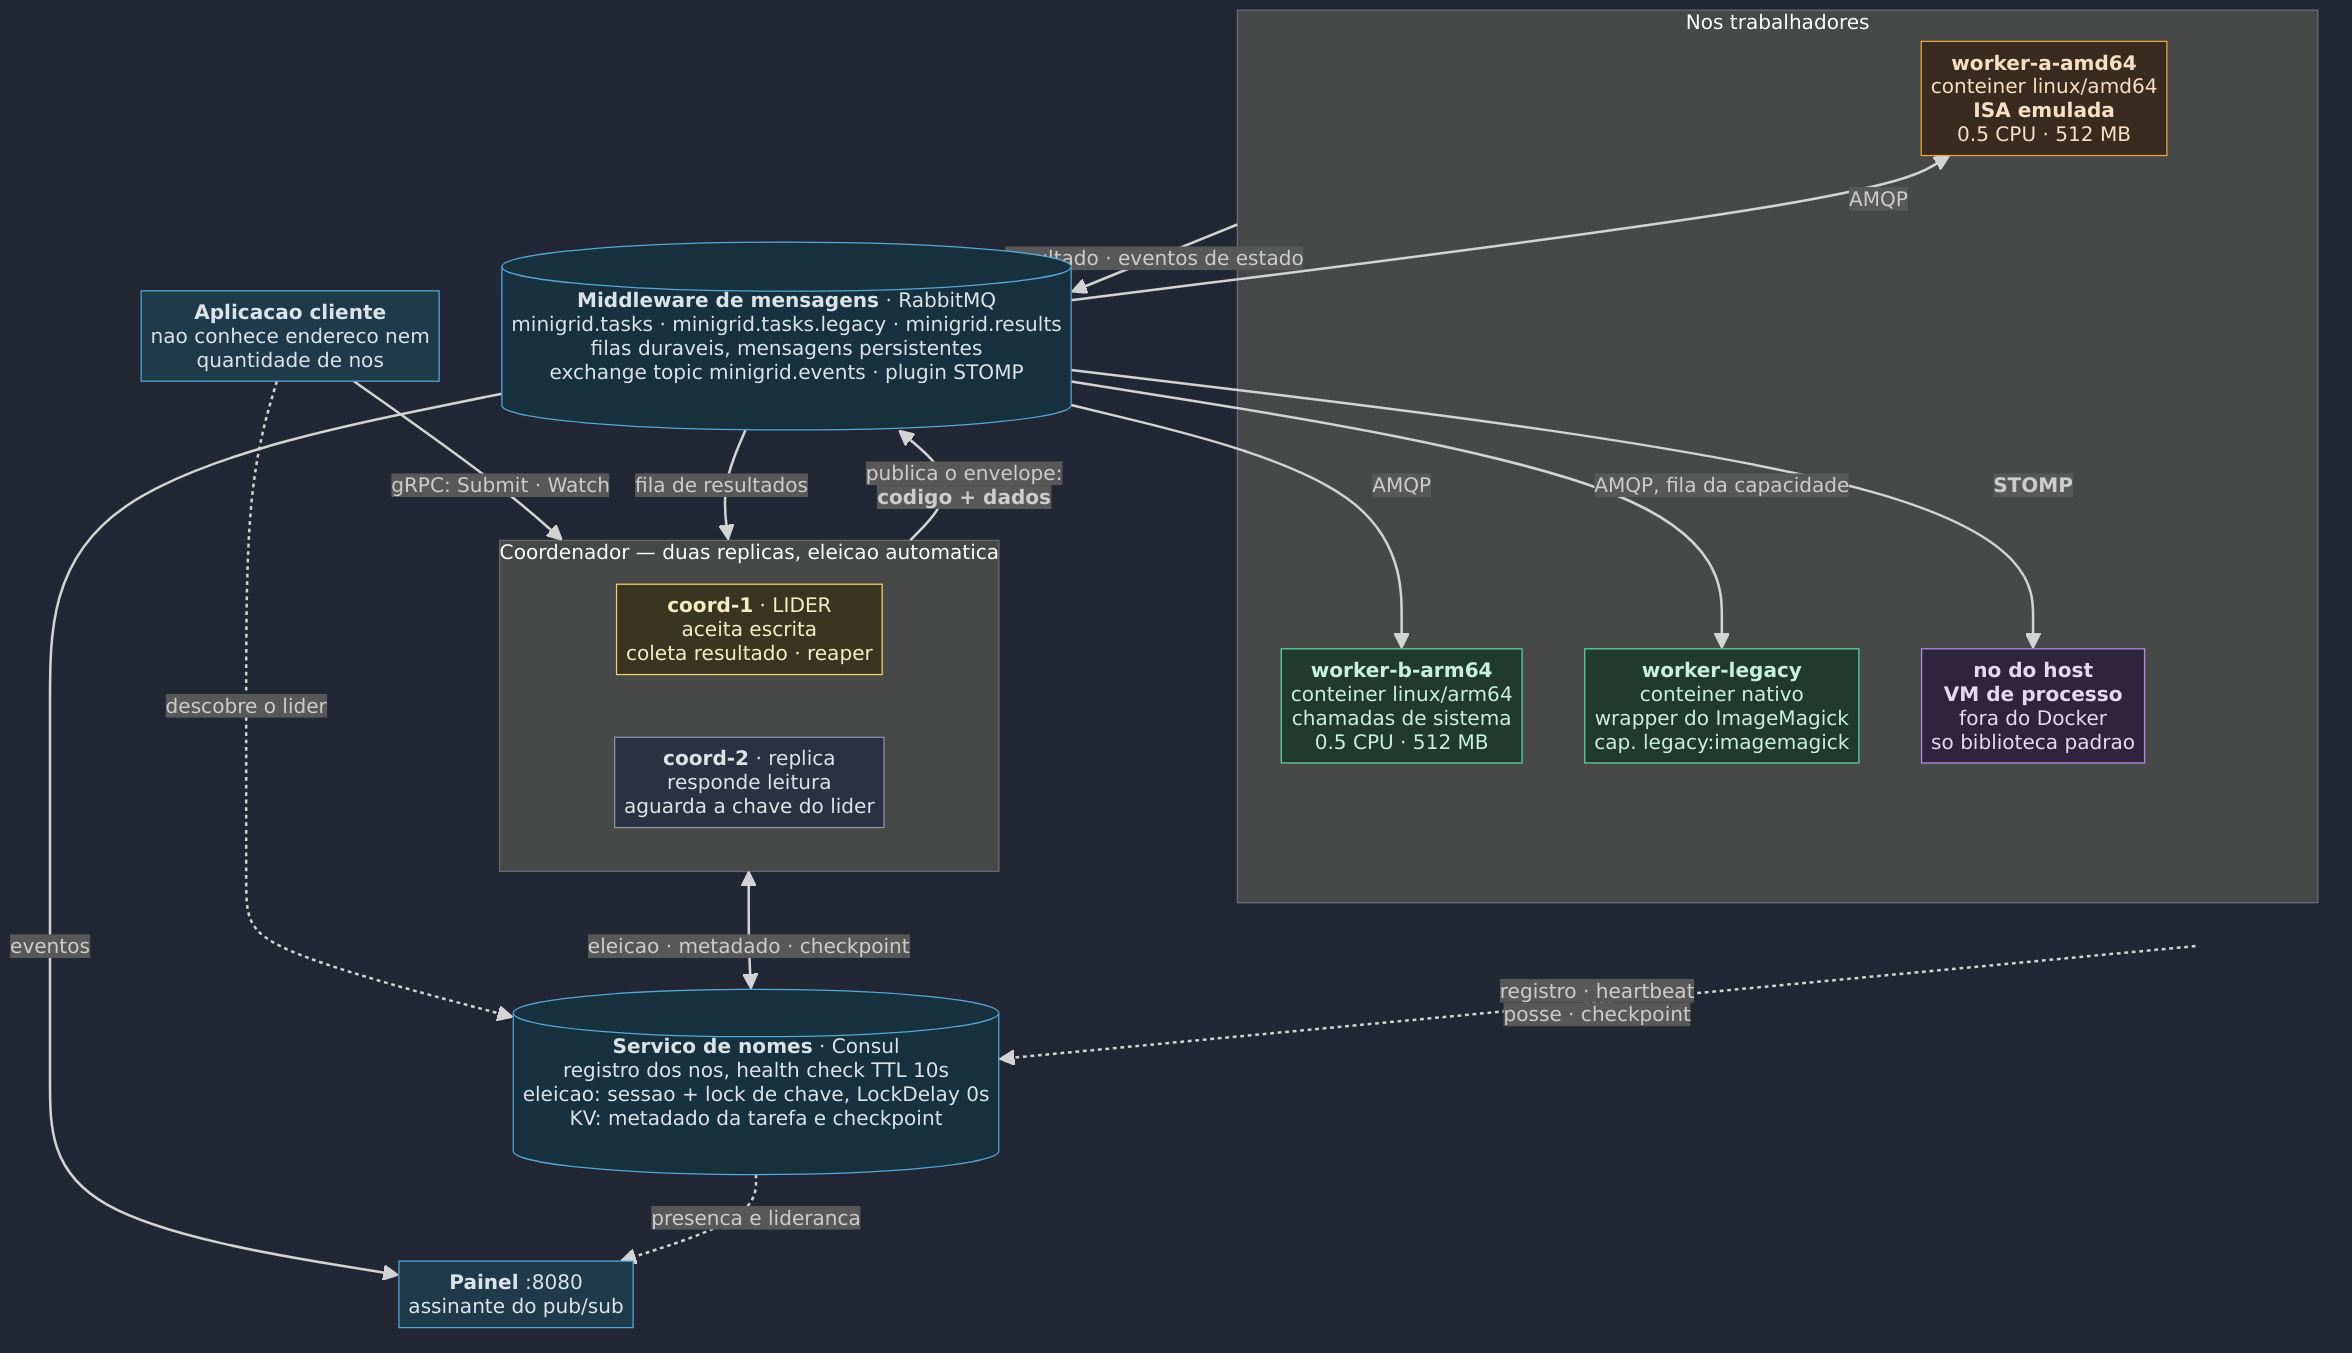 Nos trabalhadores
worker-a-amd64
conteiner linux/amd64
ISA emulada
0.5 CPU · 512 MB
AMQP
· eventos de estado
Middleware de mensagens · RabbitMQ
minigrid.tasks · minigrid.tasks.legacy · minigrid.results
filas duraveis, mensagens persistentes
exchange topic minigrid.events · plugin STOMP
Aplicacao cliente
nao conhece endereco nem
quantidade de nos
gRPC: Submit · Watch
fila de resultados
publica o envelope:
codigo + dados
AMQP
AMQP, fila da capacidade
STOMP
Coordenador — duas replicas, eleicao automatica
coord-1 · LIDER
aceita escrita
coleta resultado · reaper
coord-2 · replica
responde leitura
aguarda a chave do lider
worker-b-arm64
conteiner linux/arm64
chamadas de sistema
0.5 CPU · 512 MB
worker-legacy
conteiner nativo
wrapper do ImageMagick
cap. legacy:imagemagick
no do host
VM de processo
fora do Docker
so biblioteca padrao
descobre o lider
eventos
eleicao · metadado · checkpoint
registro · heartbeat
posse · checkpoint
Servico de nomes · Consul
registro dos nos, health check TTL 10s
eleicao: sessao + lock de chave, LockDelay 0s
KV: metadado da tarefa e checkpoint
presenca e lideranca
Painel :8080
assinante do pub/sub